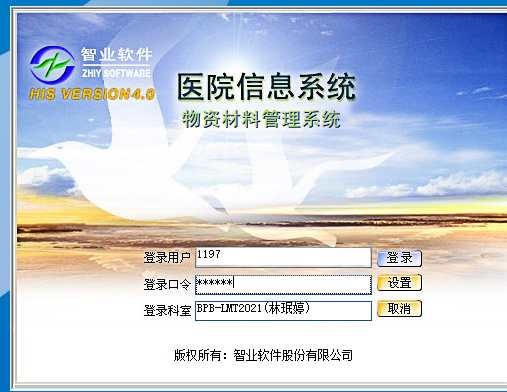 智业软件
ZHIY SOFTWARE
HIS VERSION4.0
医院信息系统
物资材料管理系统
登录用户 1197 登录
登录口令 ****** 设置
登录科室 BPB-LMT2021(林珉婷) 取消
版权所有：智业软件股份有限公司